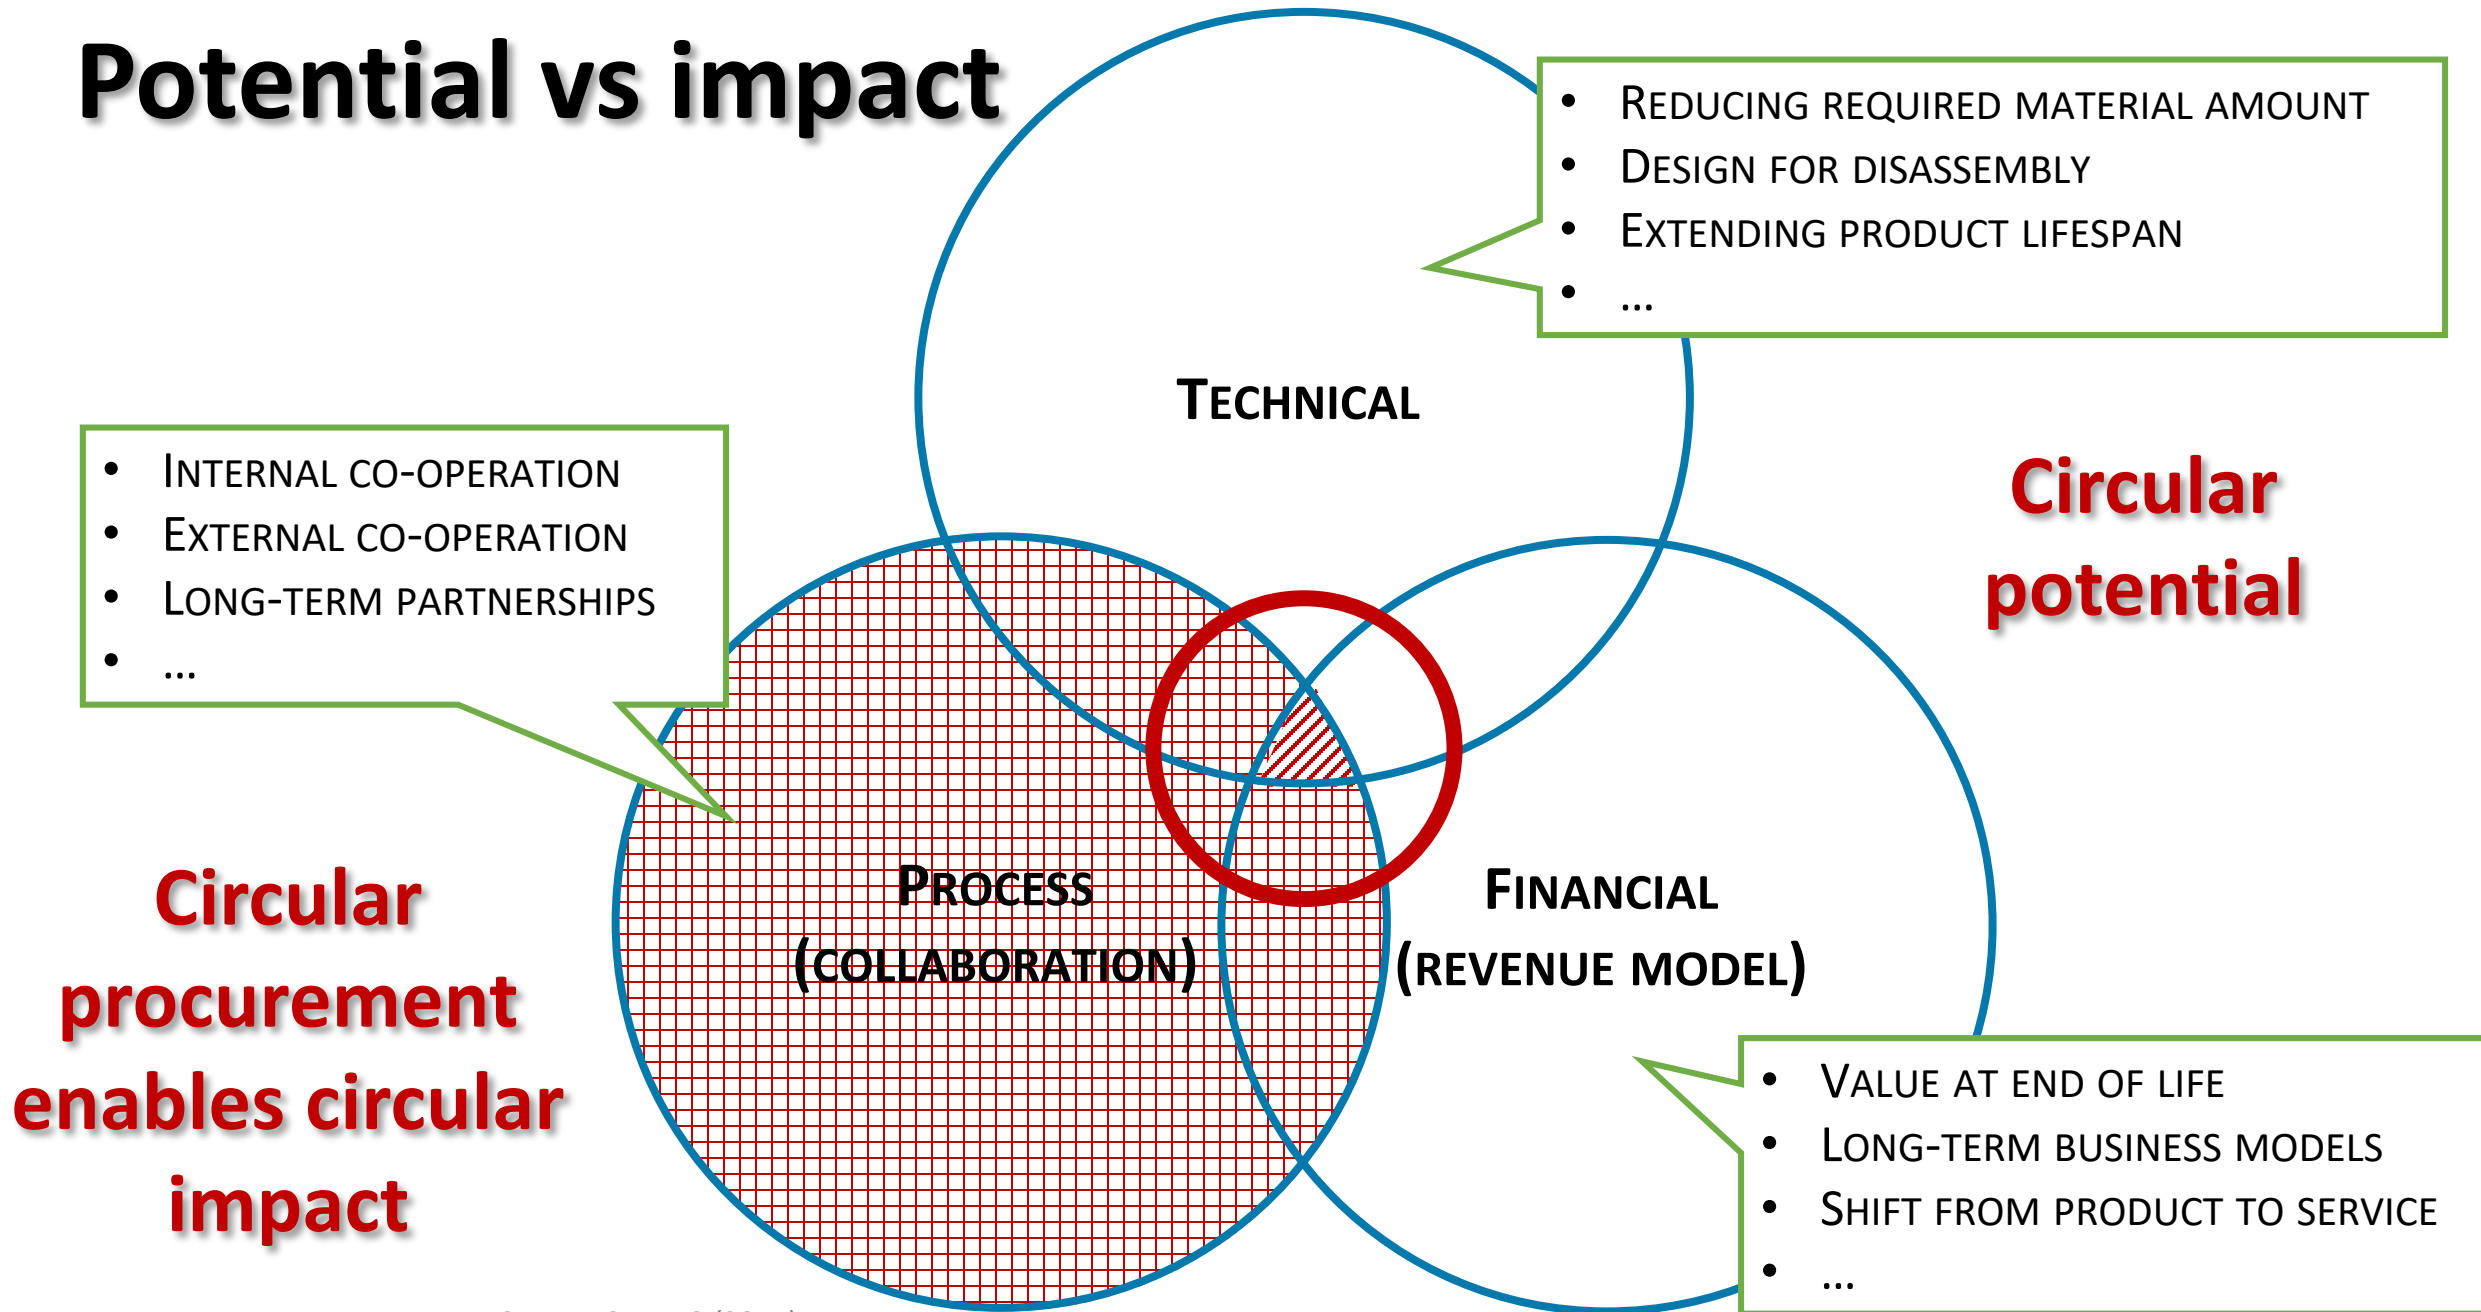 Potential vs impact
• REDUCING REQUIRED MATERIAL AMOUNT
• DESIGN FOR DISASSEMBLY
• EXTENDING PRODUCT LIFESPAN
• ...
TECHNICAL
• INTERNAL CO-OPERATION
• EXTERNAL CO-OPERATION
• LONG-TERM PARTNERSHIPS
• ...
Circular
potential
PROCESS
(COLLABORATION)
FINANCIAL
(REVENUE MODEL)
Circular
procurement
enables circular
impact
• VALUE AT END OF LIFE
• LONG-TERM BUSINESS MODELS
• SHIFT FROM PRODUCT TO SERVICE
• ...